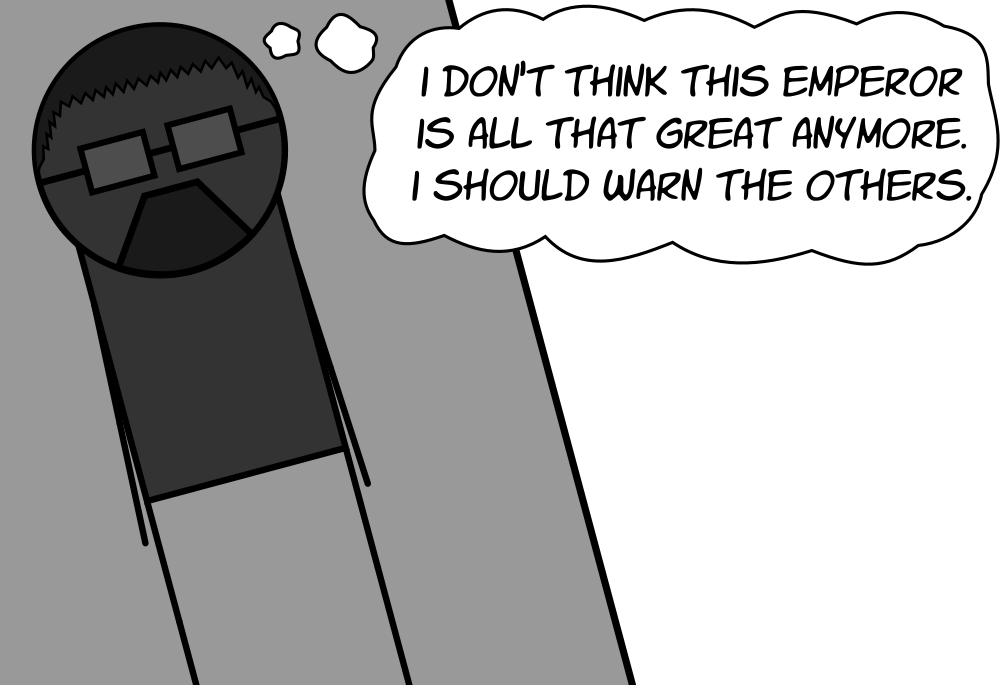 I DON'T THINK THIS EMPEROR
IS ALL THAT GREAT ANYMORE.
I SHOULD WARN THE OTHERS.